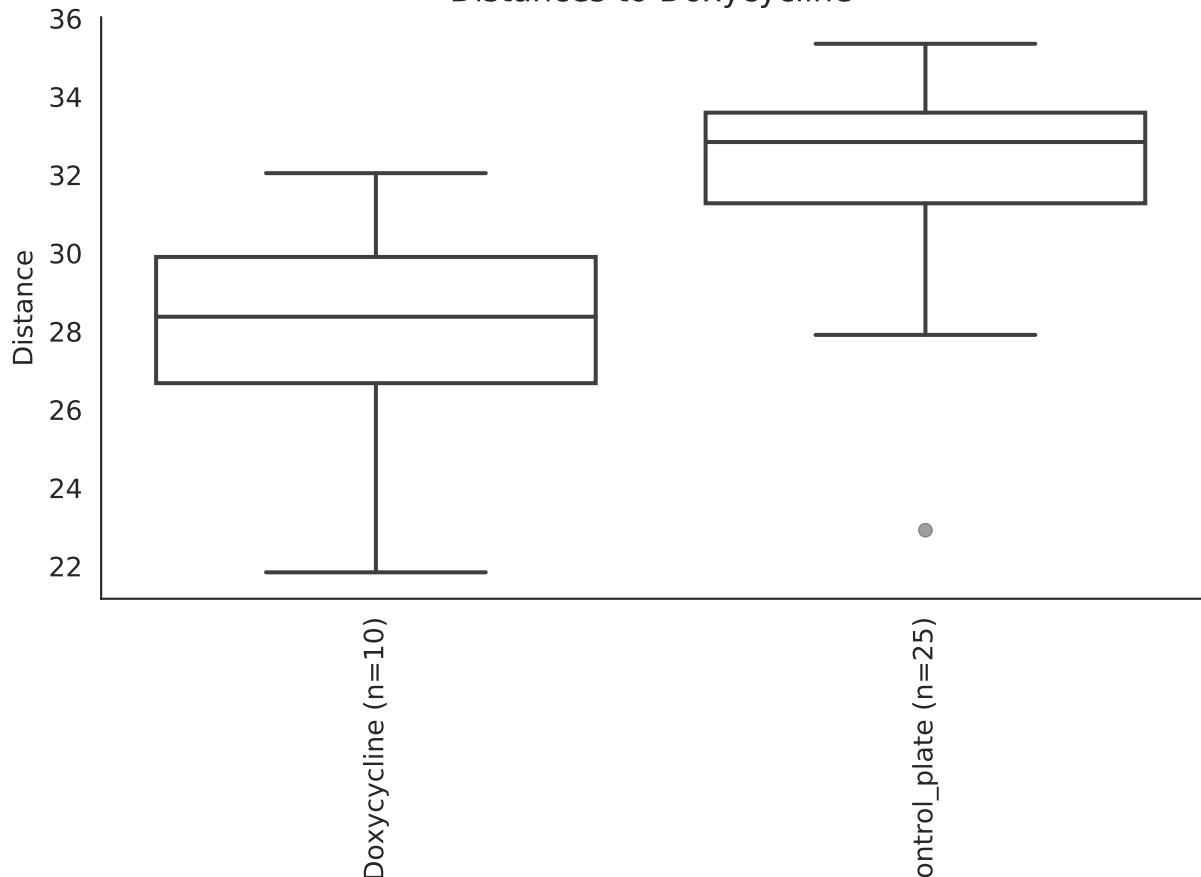 Distances to Doxycycline
36
34
32
30
28
26
24
22
Distance
Doxycycline (n=10)
ontrol_plate (n=25)